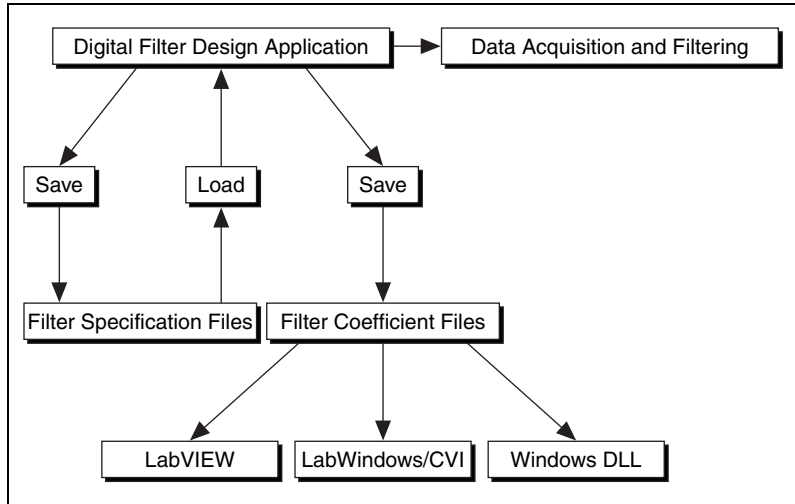 Digital Filter Design Application
Data Acquisition and Filtering
Save
Load
Save
Filter Specification Files
Filter Coefficient Files
LabVIEW
LabWindows/CVI
Windows DLL